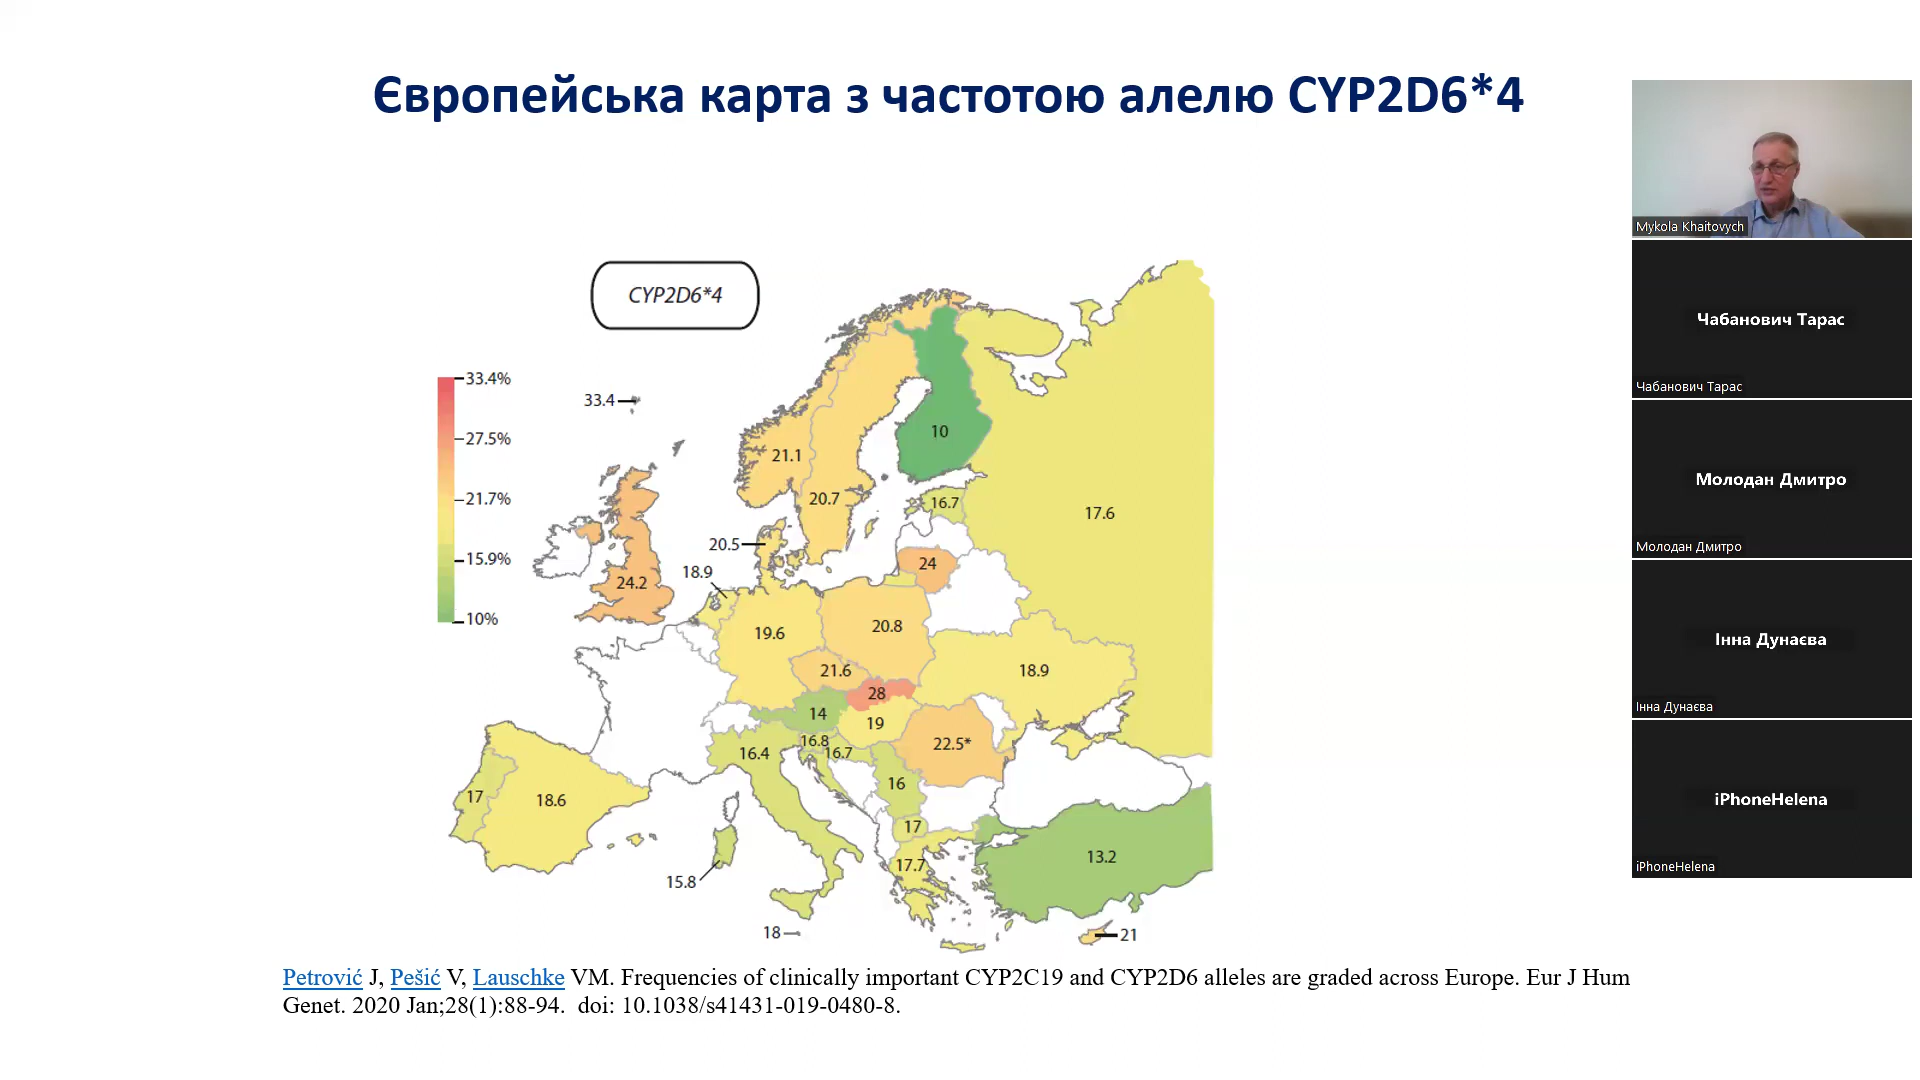 Європейська карта з частотою алелю CYP2D6*4
CYP2D6*4
33.4%
27.5%
21.7%
15.9%
10%
33.4
10
21.1
20.7
16.7
17.6
20.5
24
18.9
24.2
19.6
20.8
21.6
18.9
28
14
19
16.8
22.5*
16.4
16.7
16
17
18.6
17
13.2
17.7
15.8
18
21
Petrović J, Pešić V, Lauschke VM. Frequencies of clinically important CYP2C19 and CYP2D6 alleles are graded across Europe. Eur J Hum
Genet. 2020 Jan;28(1):88-94. doi: 10.1038/s41431-019-0480-8.
Mykola Khaitovych
Чабанович Тарас
Чабанович Тарас
Молодан Дмитро
Молодан Дмитро
Інна Дунаєва
Інна Дунаєва
iPhoneHelena
iPhoneHelena